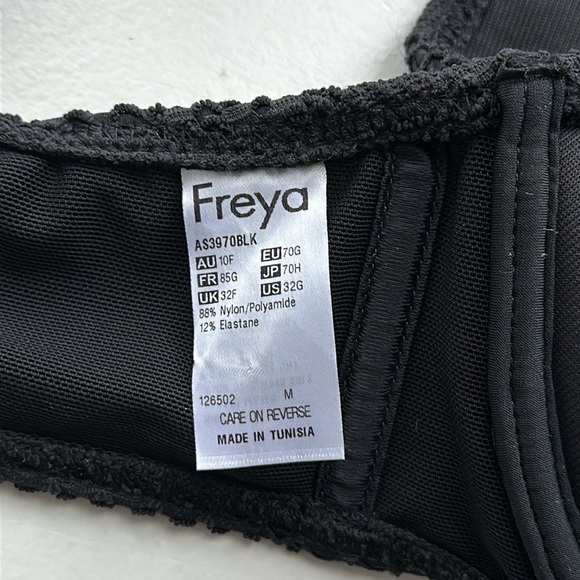 Freya
AS3970BLK
AU 10F EU 70G
FR 85G JP 70H
UK 32F US 32G
88% Nylon/Polyamide
12% Elastane
126502 M
CARE ON REVERSE
MADE IN TUNISIA